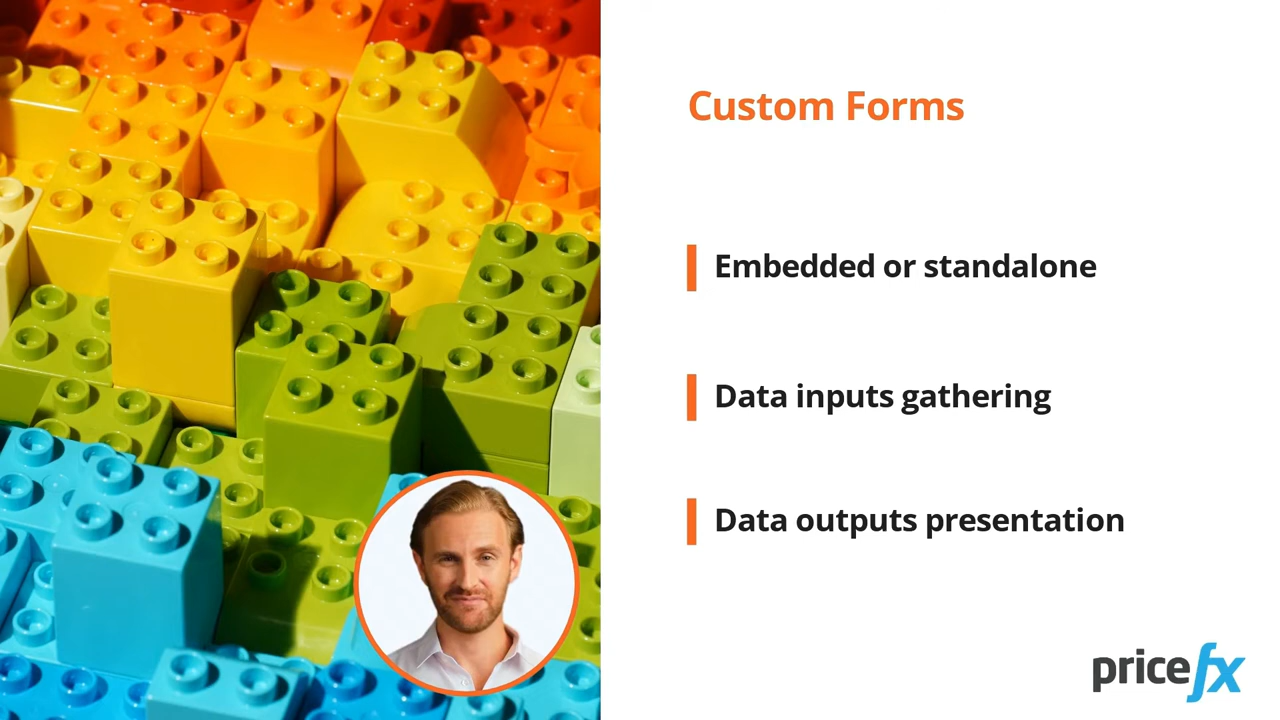 Custom Forms
Embedded or standalone
Data inputs gathering
Data outputs presentation
pricefx